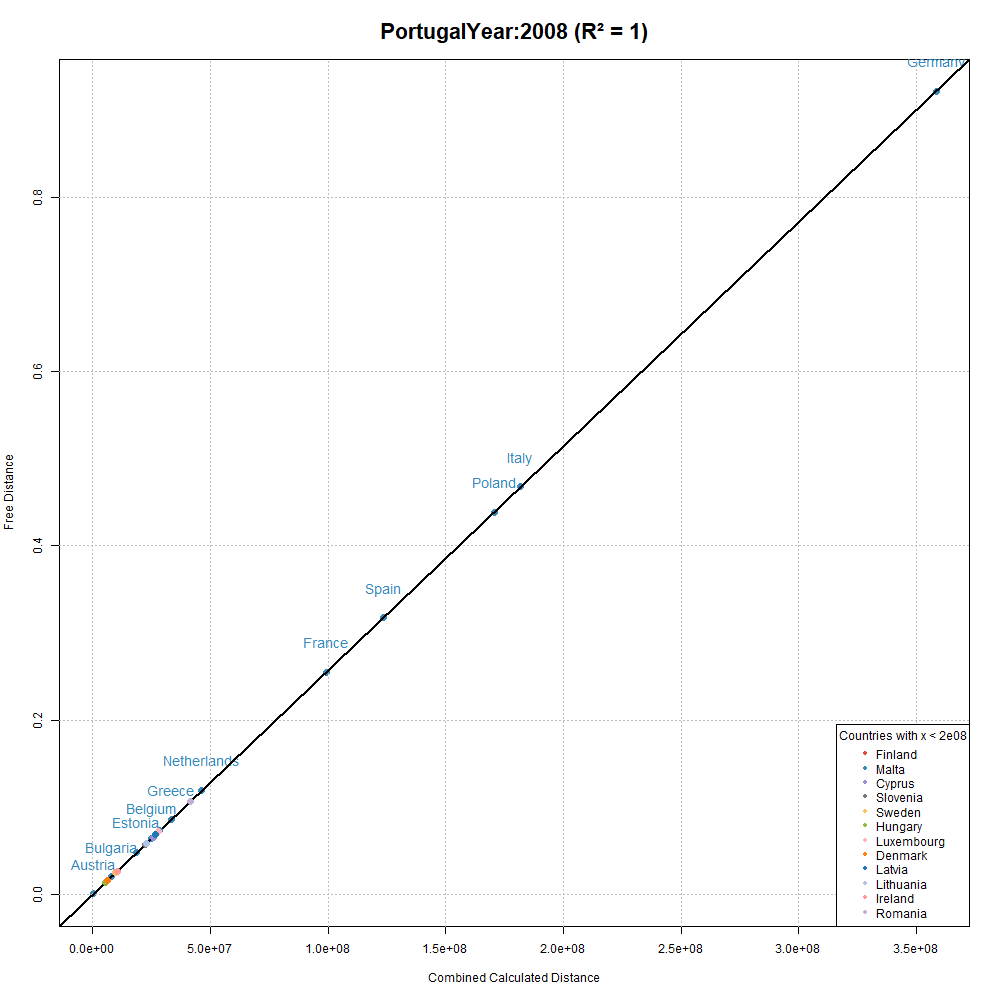 PortugalYear:2008 (R² = 1)
Germany
0.8
0.6
Italy
Poland
Free Distance
0.4
Spain
France
0.2
Netherlands
Greece
Belgium
Estonia
Bulgaria
Austria
0.0
Countries with x < 2e08
Finland
Malta
Cyprus
Slovenia
Sweden
Hungary
Luxembourg
Denmark
Latvia
Lithuania
Ireland
Romania
0.0e+00 5.0e+07 1.0e+08 1.5e+08 2.0e+08 2.5e+08 3.0e+08 3.5e+08
Combined Calculated Distance